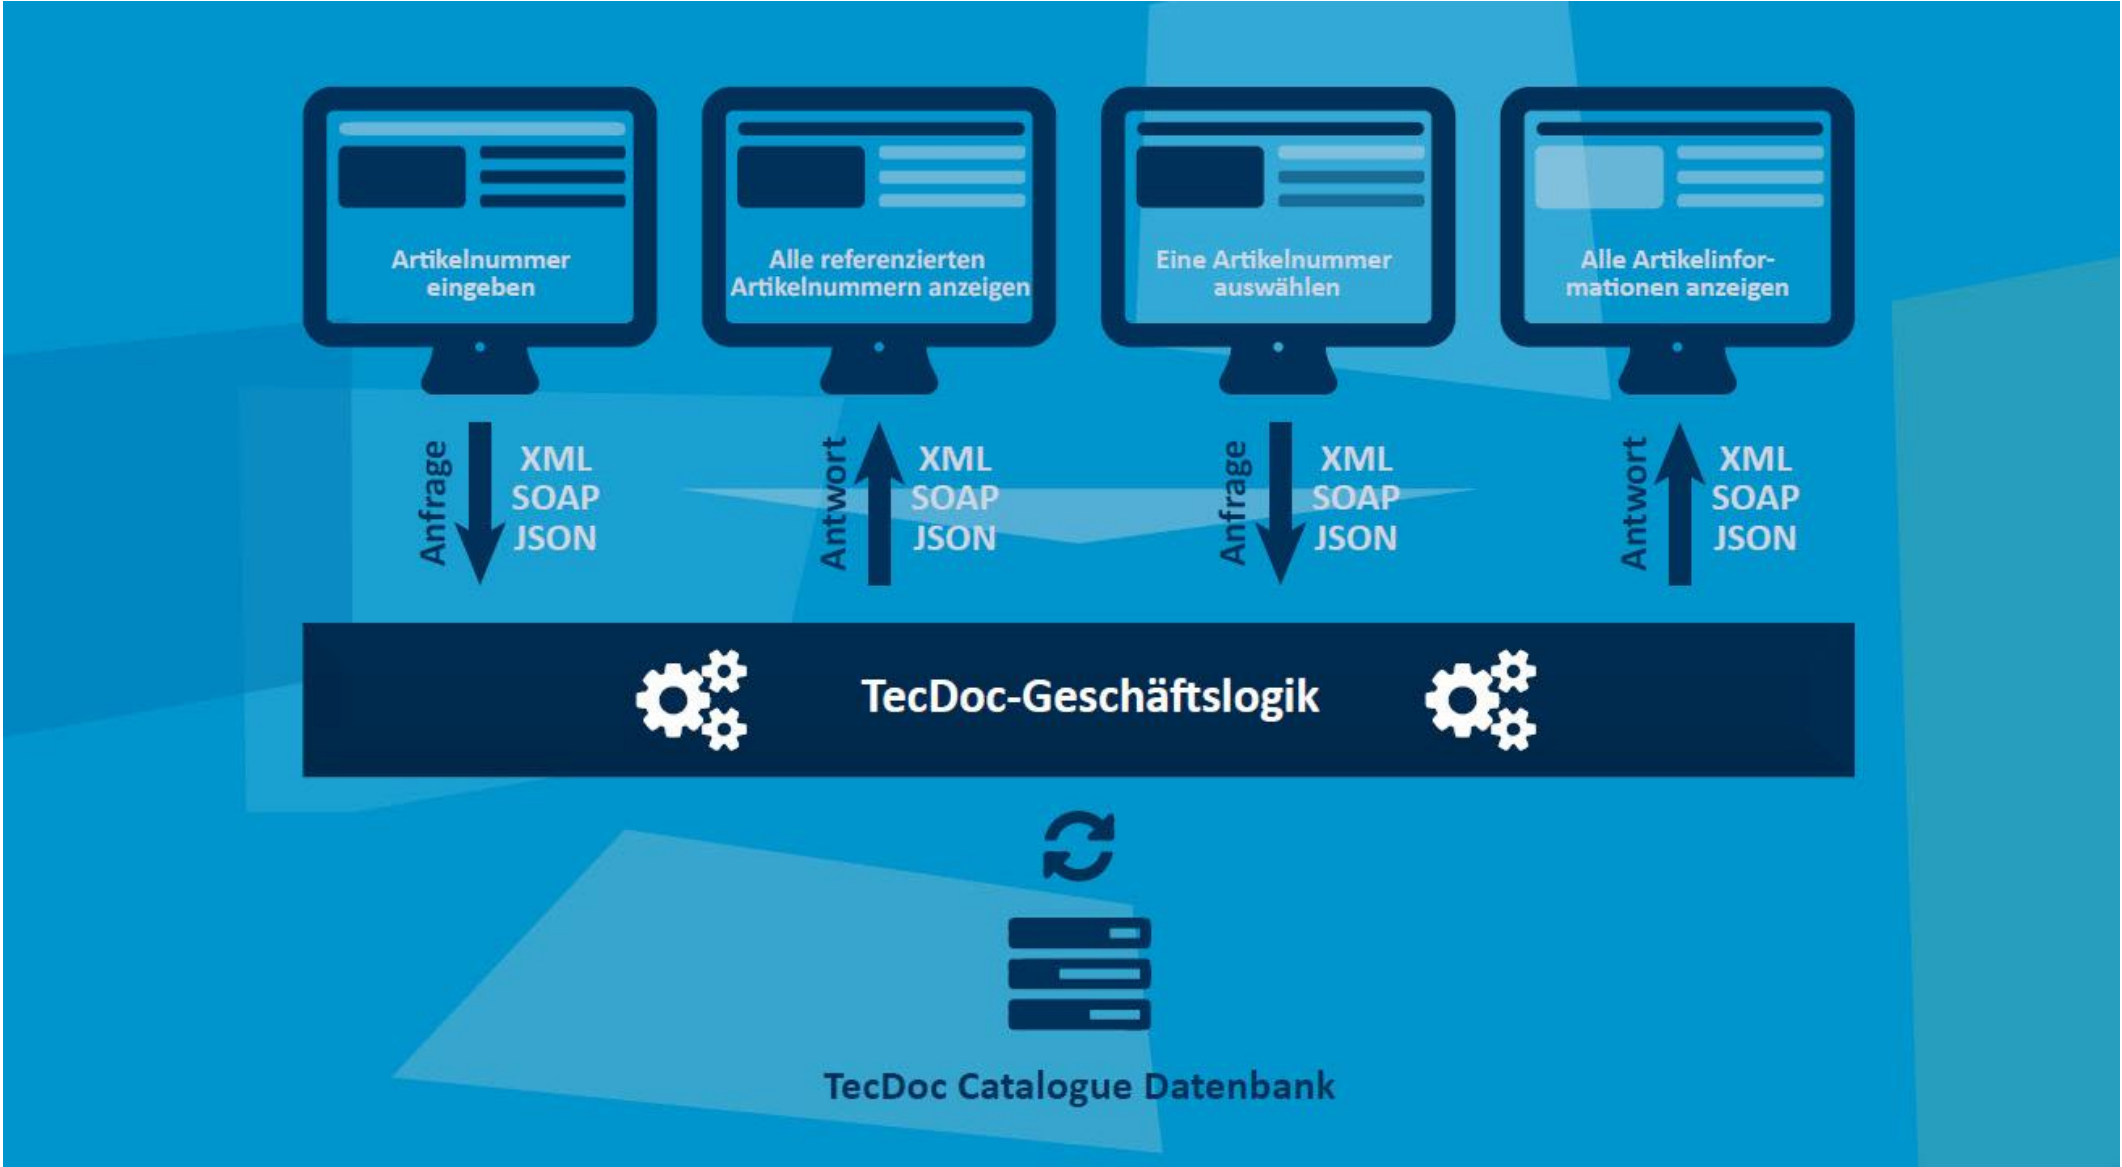 Artikelnummer
eingeben
Alle referenzierten
Artikelnummern anzeigen
Eine Artikelnummer
auswählen
Alle Artikelinfor-
mationen anzeigen
Anfrage
XML
SOAP
JSON
Antwort
XML
SOAP
JSON
Anfrage
XML
SOAP
JSON
Antwort
XML
SOAP
JSON
TecDoc-Geschäftslogik
TecDoc Catalogue Datenbank